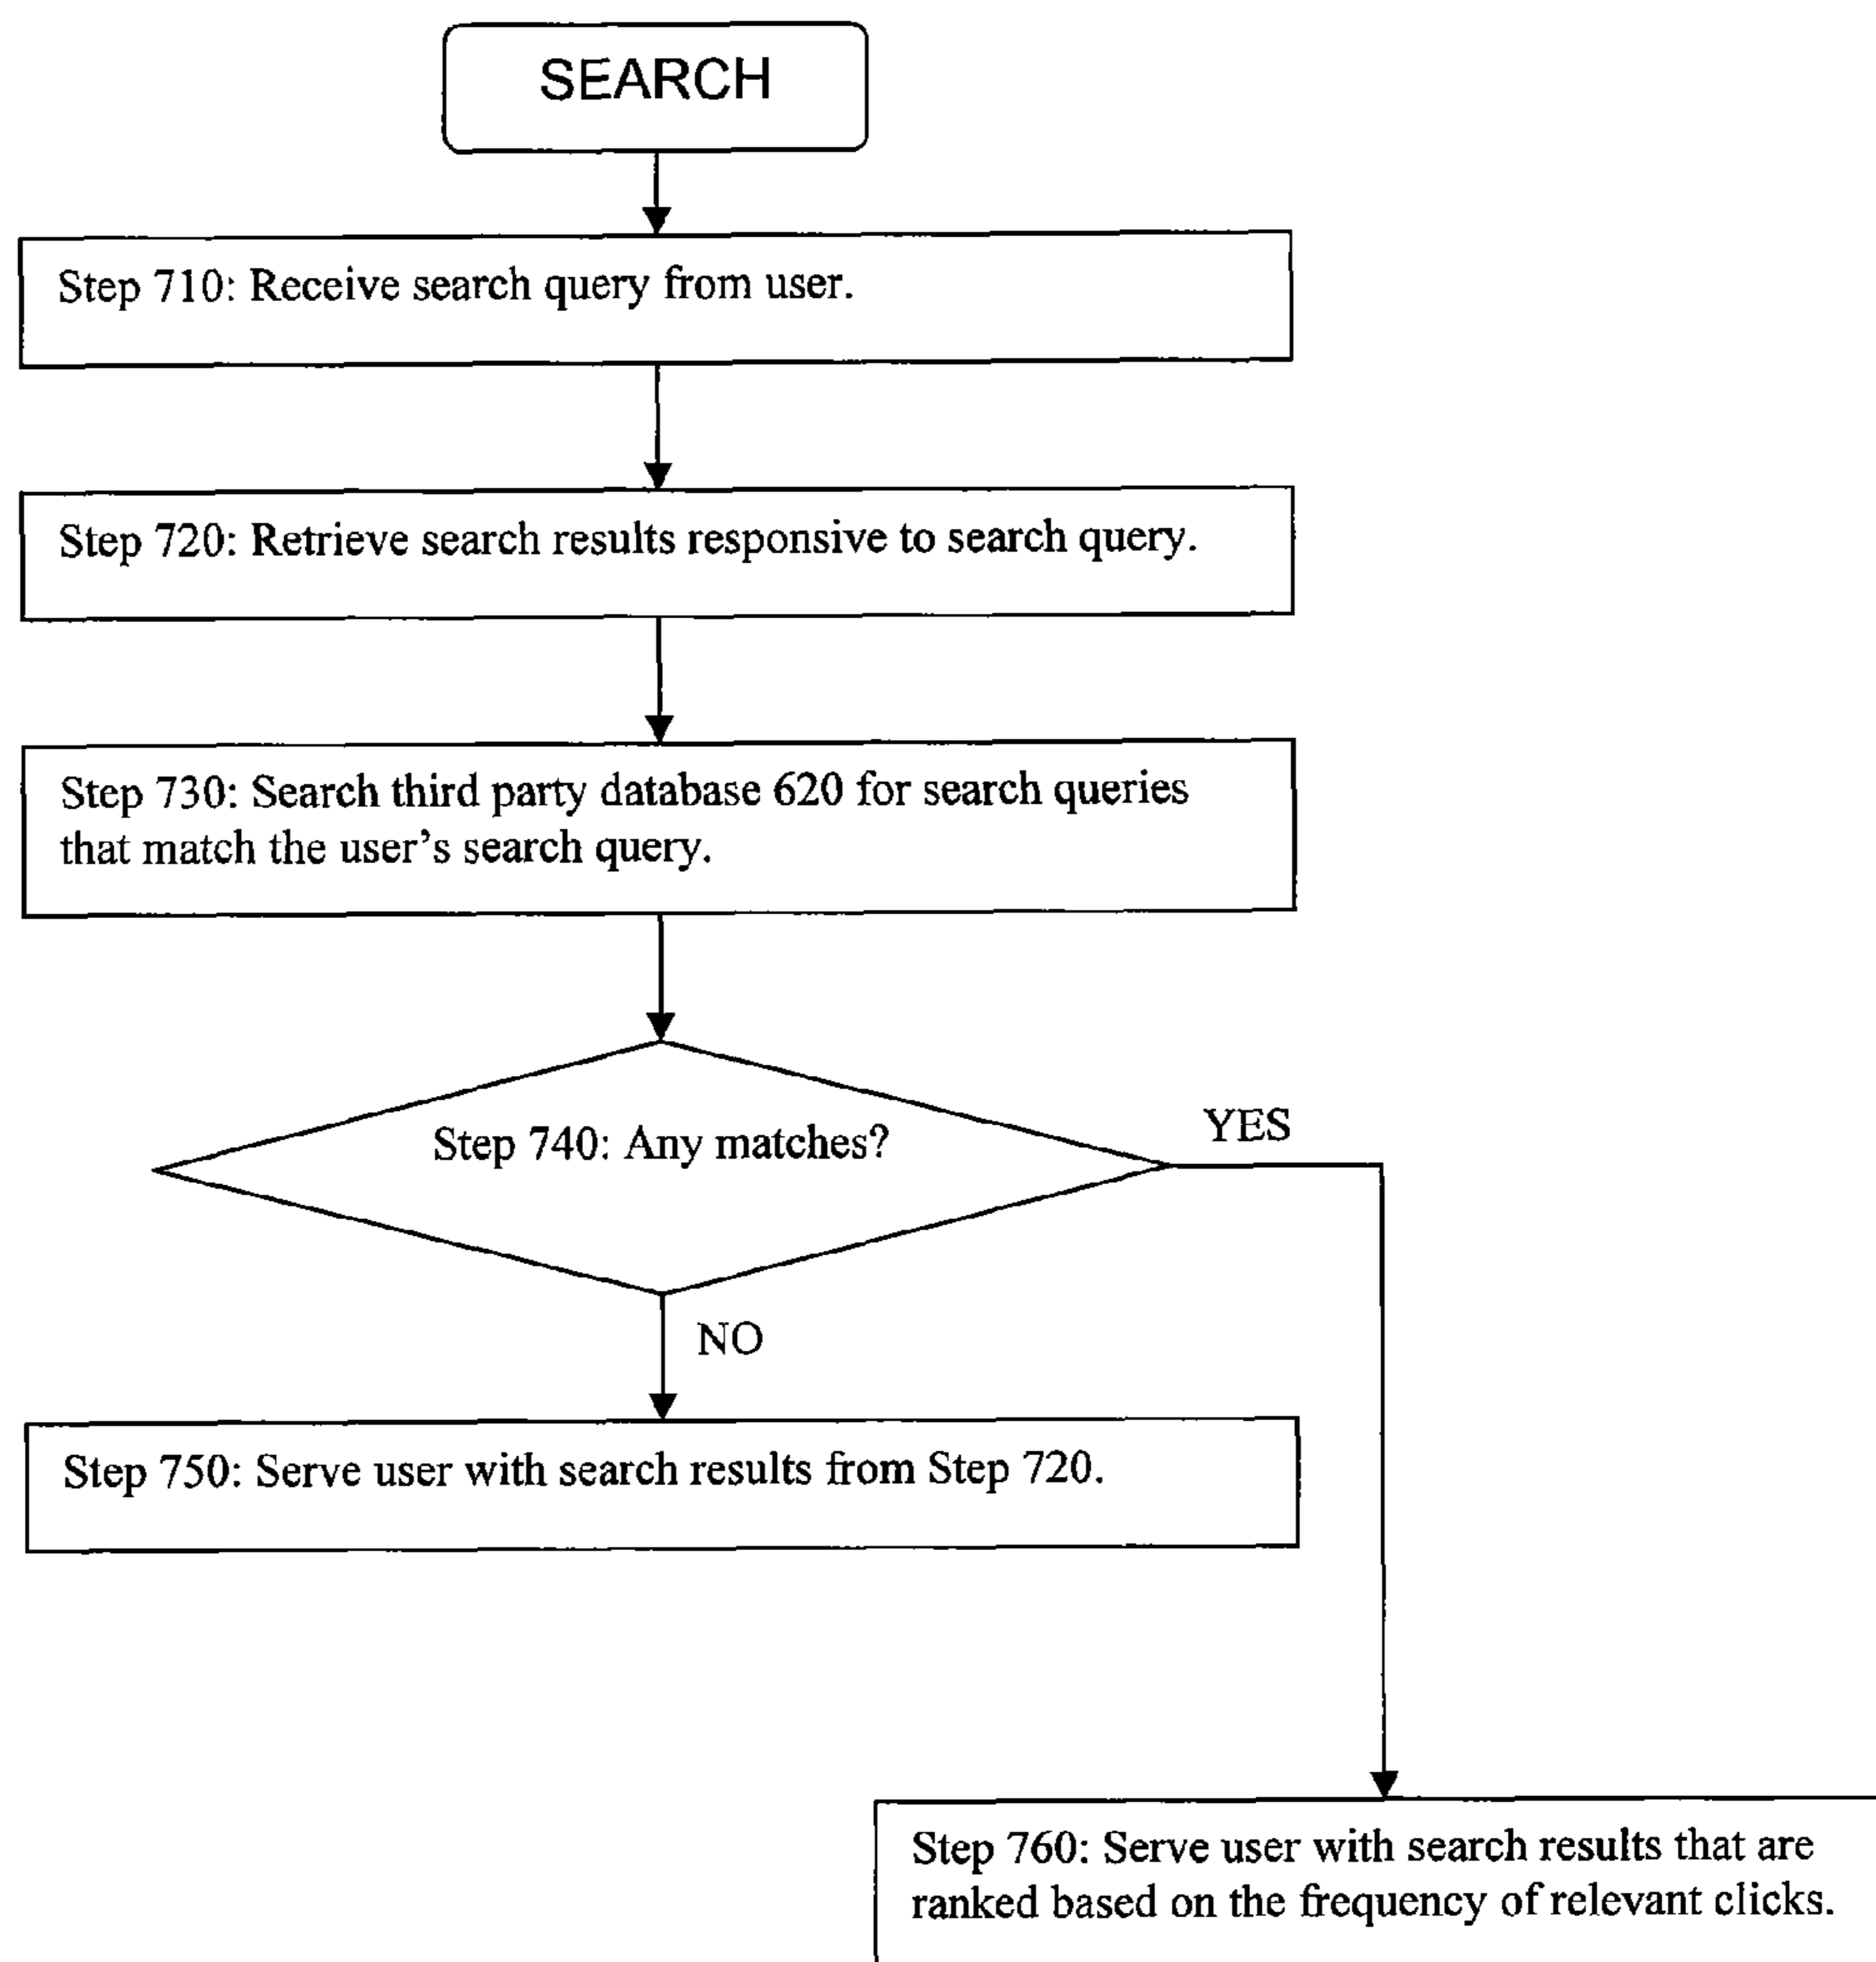 SEARCH
Step 710: Receive search query from user.
Step 720: Retrieve search results responsive to search query.
Step 730: Search third party database 620 for search queries
that match the user's search query.
Step 740: Any matches?
YES
NO
Step 750: Serve user with search results from Step 720.
Step 760: Serve user with search results that are
ranked based on the frequency of relevant clicks.